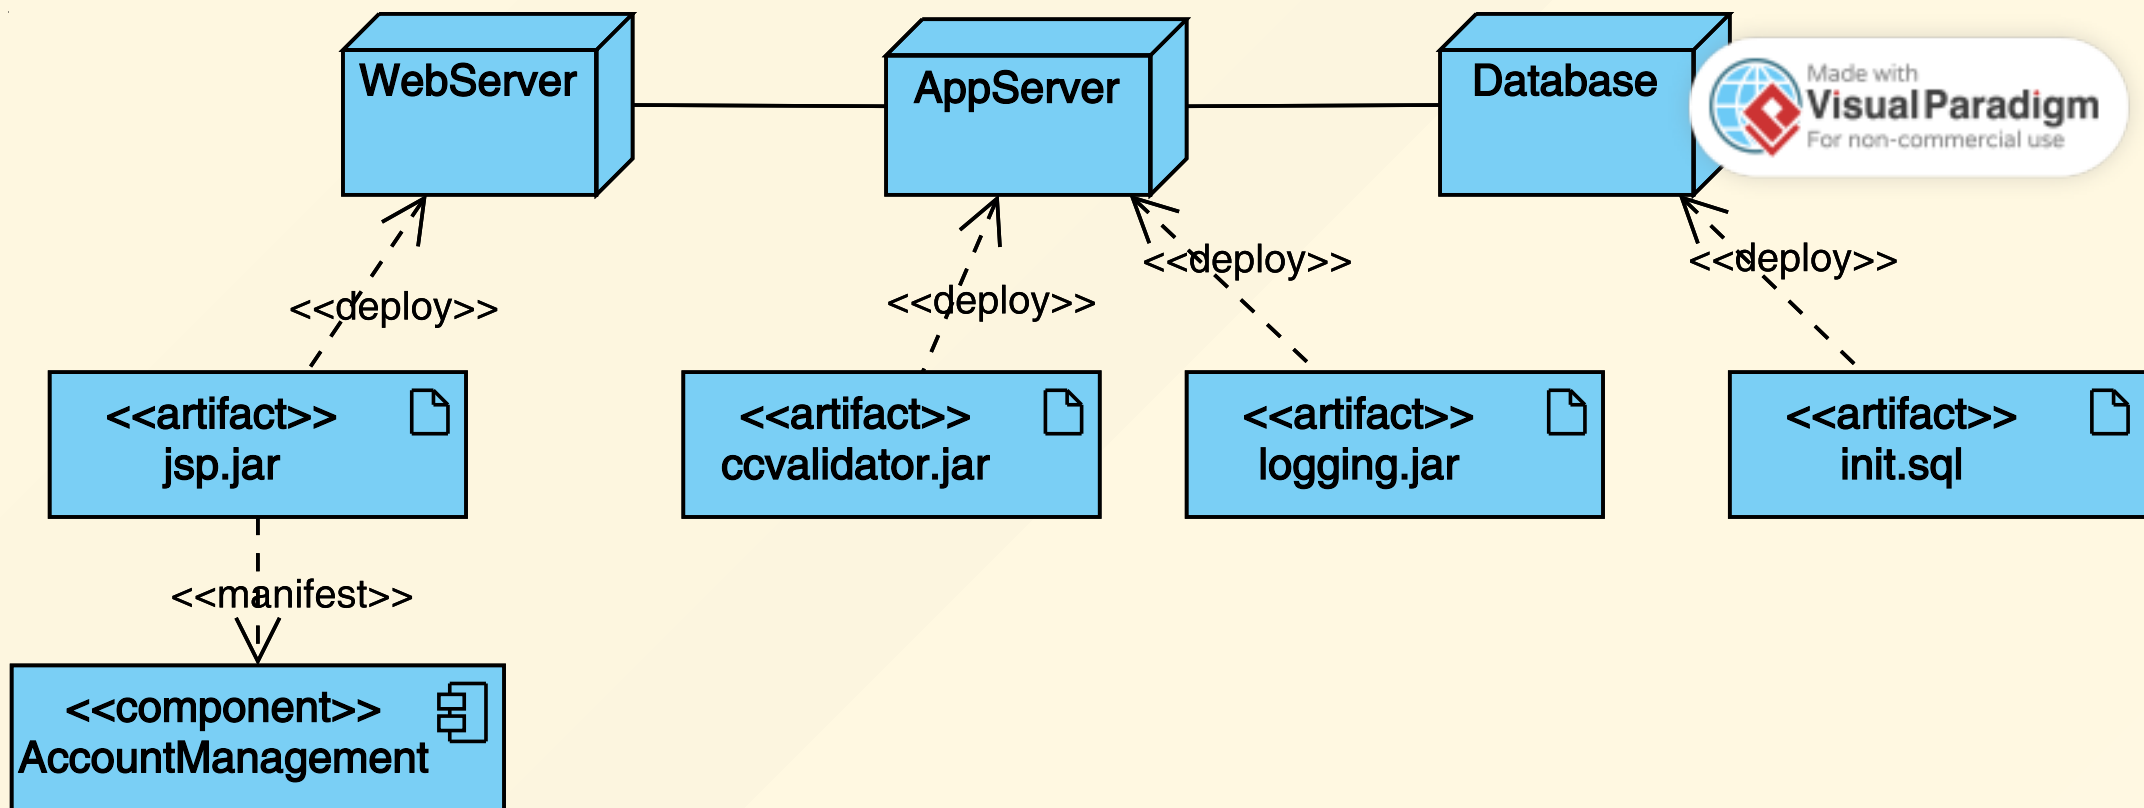 WebServer
AppServer
Database
Made with
Visual Paradigm
For non-commercial use
<<deploy>>
<<deploy>>
<<deploy>>
<<deploy>>
<<artifact>>
jsp.jar
<<artifact>>
ccvalidator.jar
<<artifact>>
logging.jar
<<artifact>>
init.sql
<<manifest>>
<<component>>
AccountManagement